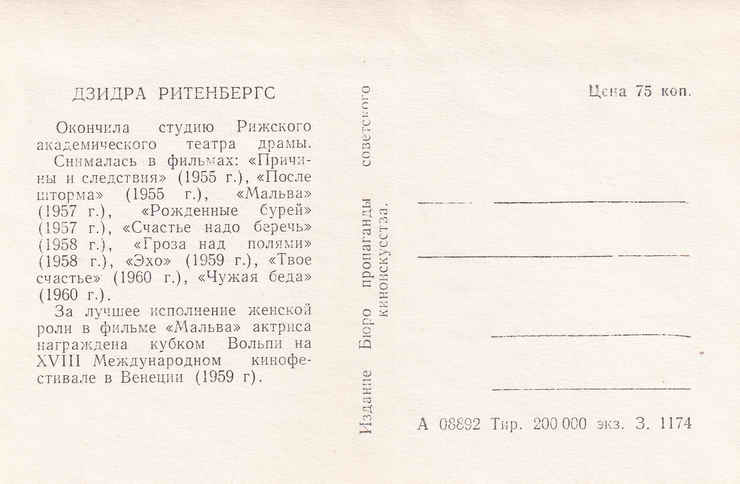 ДЗИДРА РИТЕНБЕРГС
Окончила студию Рижского
академического театра драмы.
Снималась в фильмах: «Причи-
ны и следствия» (1955 г.), «После
шторма» (1955 г.), «Мальва»
(1957 г.), «Рожденные бурей»
(1957 г.), «Счастье надо беречь»
(1958 г.), «Гроза над полями»
(1958 г.), «Эхо» (1959 г.), «Твое
счастье» (1960 г.), «Чужая беда»
(1960 г.).
За лучшее исполнение женской
роли в фильме «Мальва» актриса
награждена кубком Вольпи на
XVIII Международном кинофе-
стивале в Венеции (1959 г).
Издание Бюро пропаганды советского
киноискусства.
Цена 75 коп.
А 08892 Тир. 200 000 экз. З. 1174